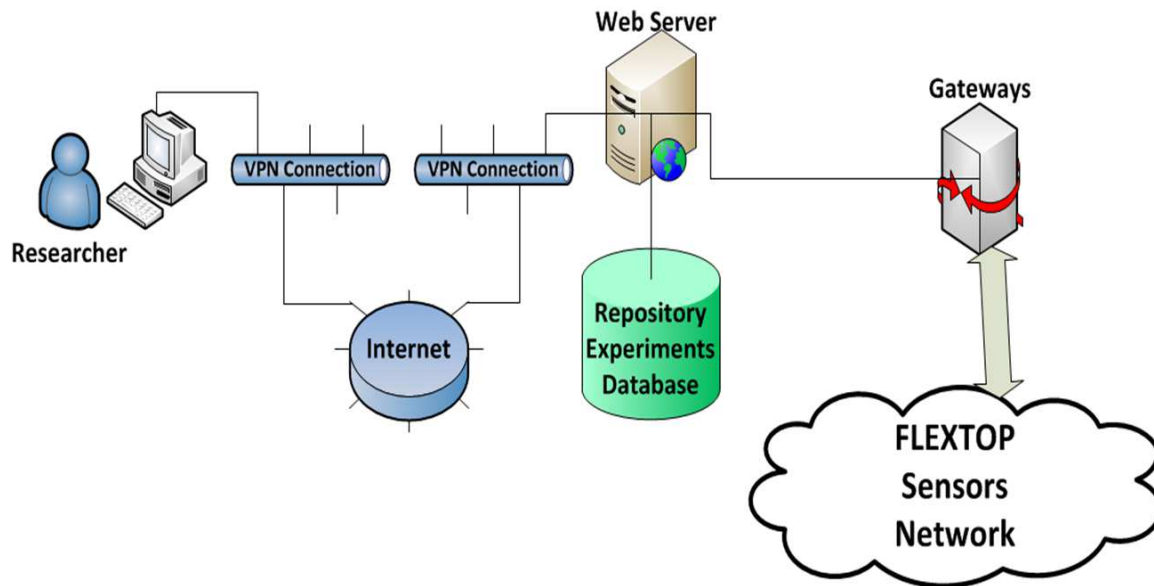 Web Server
Gateways
VPN Connection
VPN Connection
Researcher
Internet
Repository
Experiments
Database
FLEXTOP
Sensors
Network